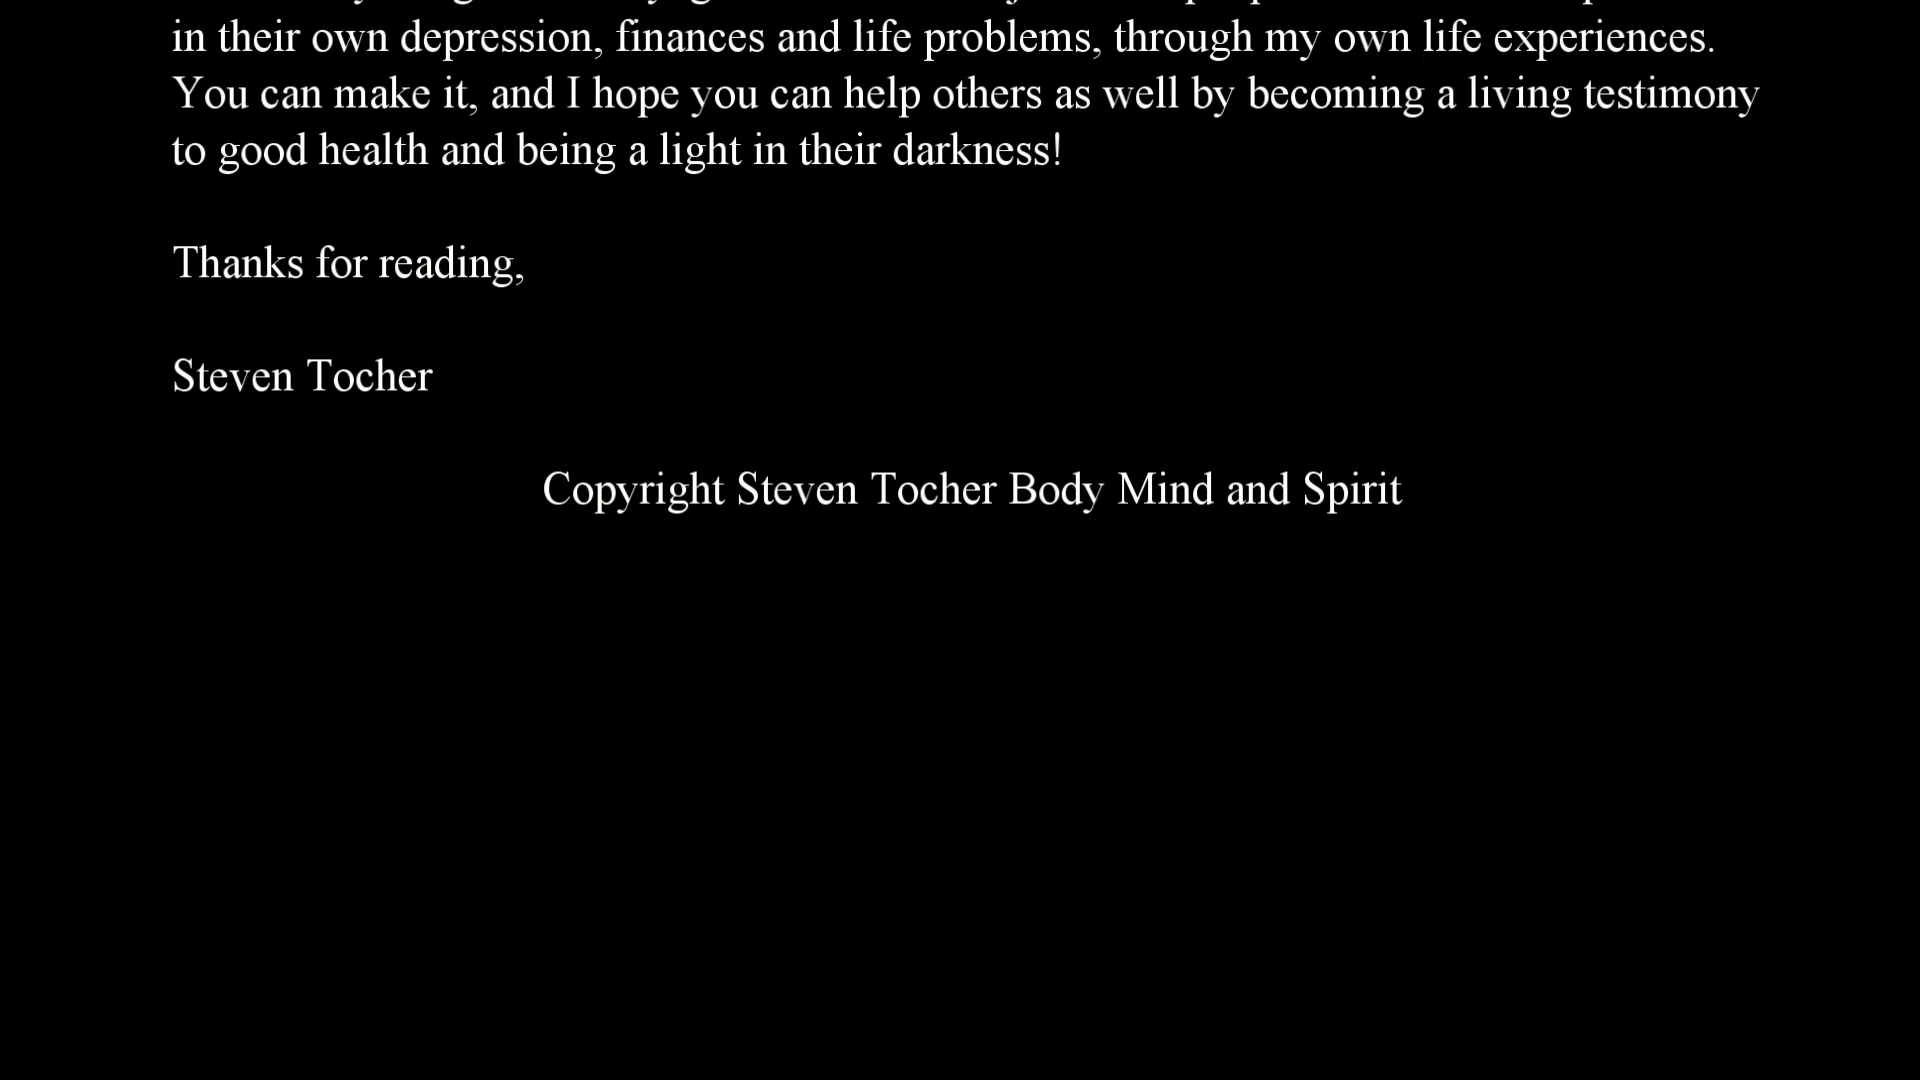 in their own depression, finances and life problems, through my own life experiences.
You can make it, and I hope you can help others as well by becoming a living testimony
to good health and being a light in their darkness!
Thanks for reading,
Steven Tocher
Copyright Steven Tocher Body Mind and Spirit